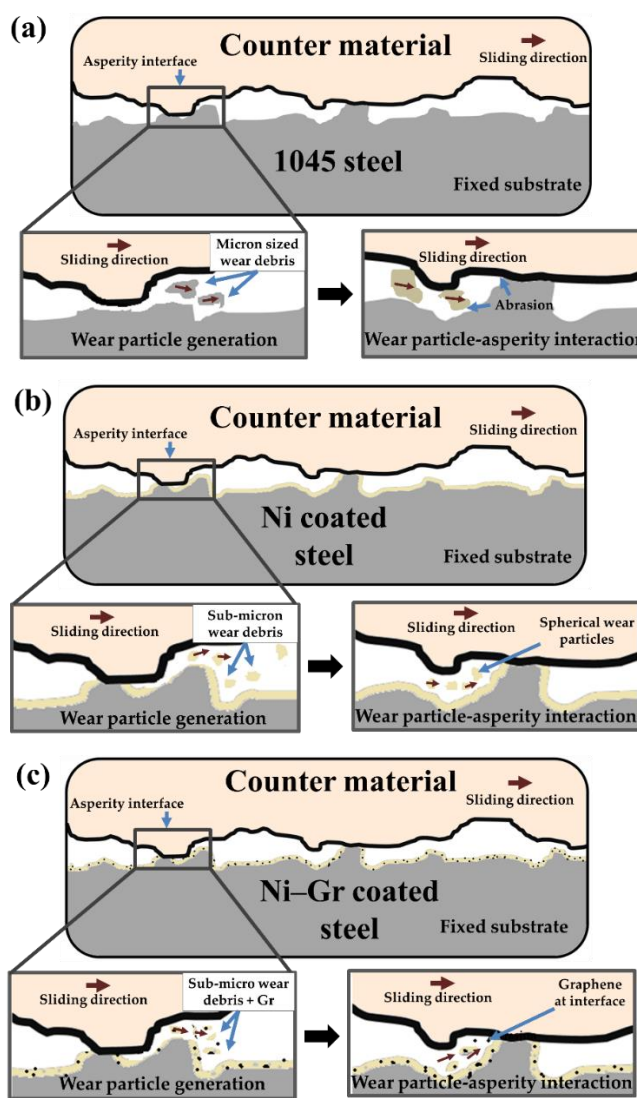 (a)
Counter material
Asperity interface
Sliding direction
1045 steel
Fixed substrate
Sliding direction
Micron sized
wear debris
Wear particle generation
Sliding direction
Abrasion
Wear particle-asperity interaction
(b)
Counter material
Asperity interface
Sliding direction
Ni coated
steel
Fixed substrate
Sliding direction
Sub-micron
wear debris
Wear particle generation
Sliding direction
Spherical wear
particles
Wear particle-asperity interaction
(c)
Counter material
Asperity interface
Sliding direction
Ni–Gr coated
steel
Fixed substrate
Sliding direction
Sub-micro wear
debris + Gr
Wear particle generation
Sliding direction
Graphene
at interface
Wear particle-asperity interaction